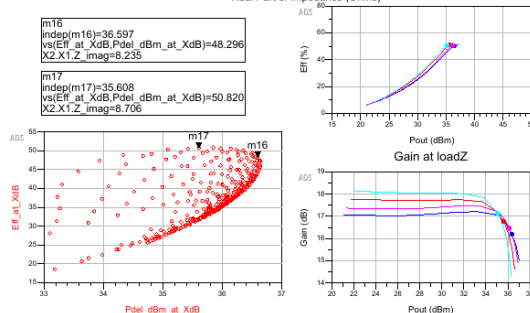 m16
indep(m16)=36.597
vs(Eff_at_XdB,Pdel_dBm_at_XdB)=48.296
X2.X1.Z_imag=8.235
m17
indep(m17)=35.608
vs(Eff_at_XdB,Pdel_dBm_at_XdB)=50.820
X2.X1.Z_imag=8.706
ADS
Eff_at_XdB
55
50
45
40
35
30
25
20
15
m17
m16
33
34
35
36
37
Pdel_dBm_at_XdB
ADS
Eff (%)
80
60
40
20
0
15
20
25
30
35
40
45
50
55
Pout (dBm)
Gain at loadZ
ADS
Gain (dB)
19
18
17
16
15
14
20
22
24
26
28
30
32
34
36
Pout (dBm)